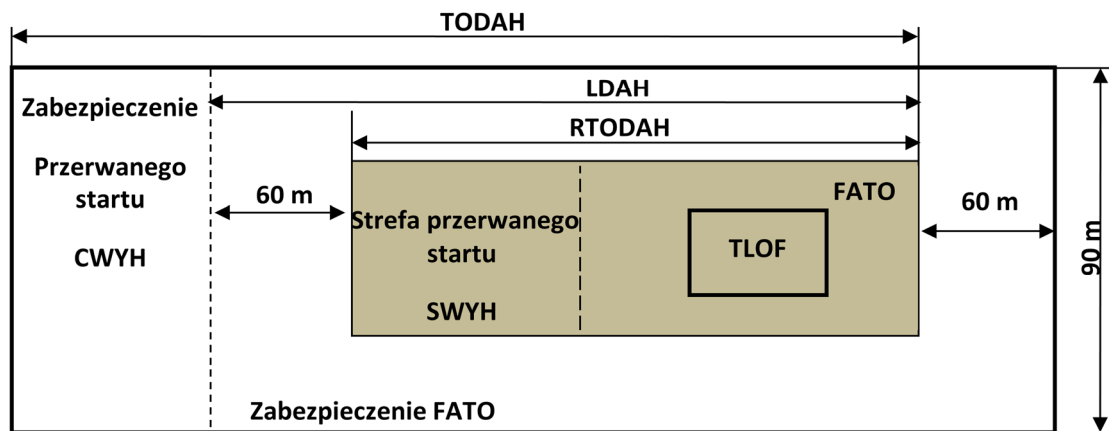 TODAH
LDAH
RTODAH
Zabezpieczenie
Przerwanego
startu
CWYH
60 m
Strefa przerwanego
startu
SWYH
FATO
TLOF
60 m
90 m
Zabezpieczenie FATO